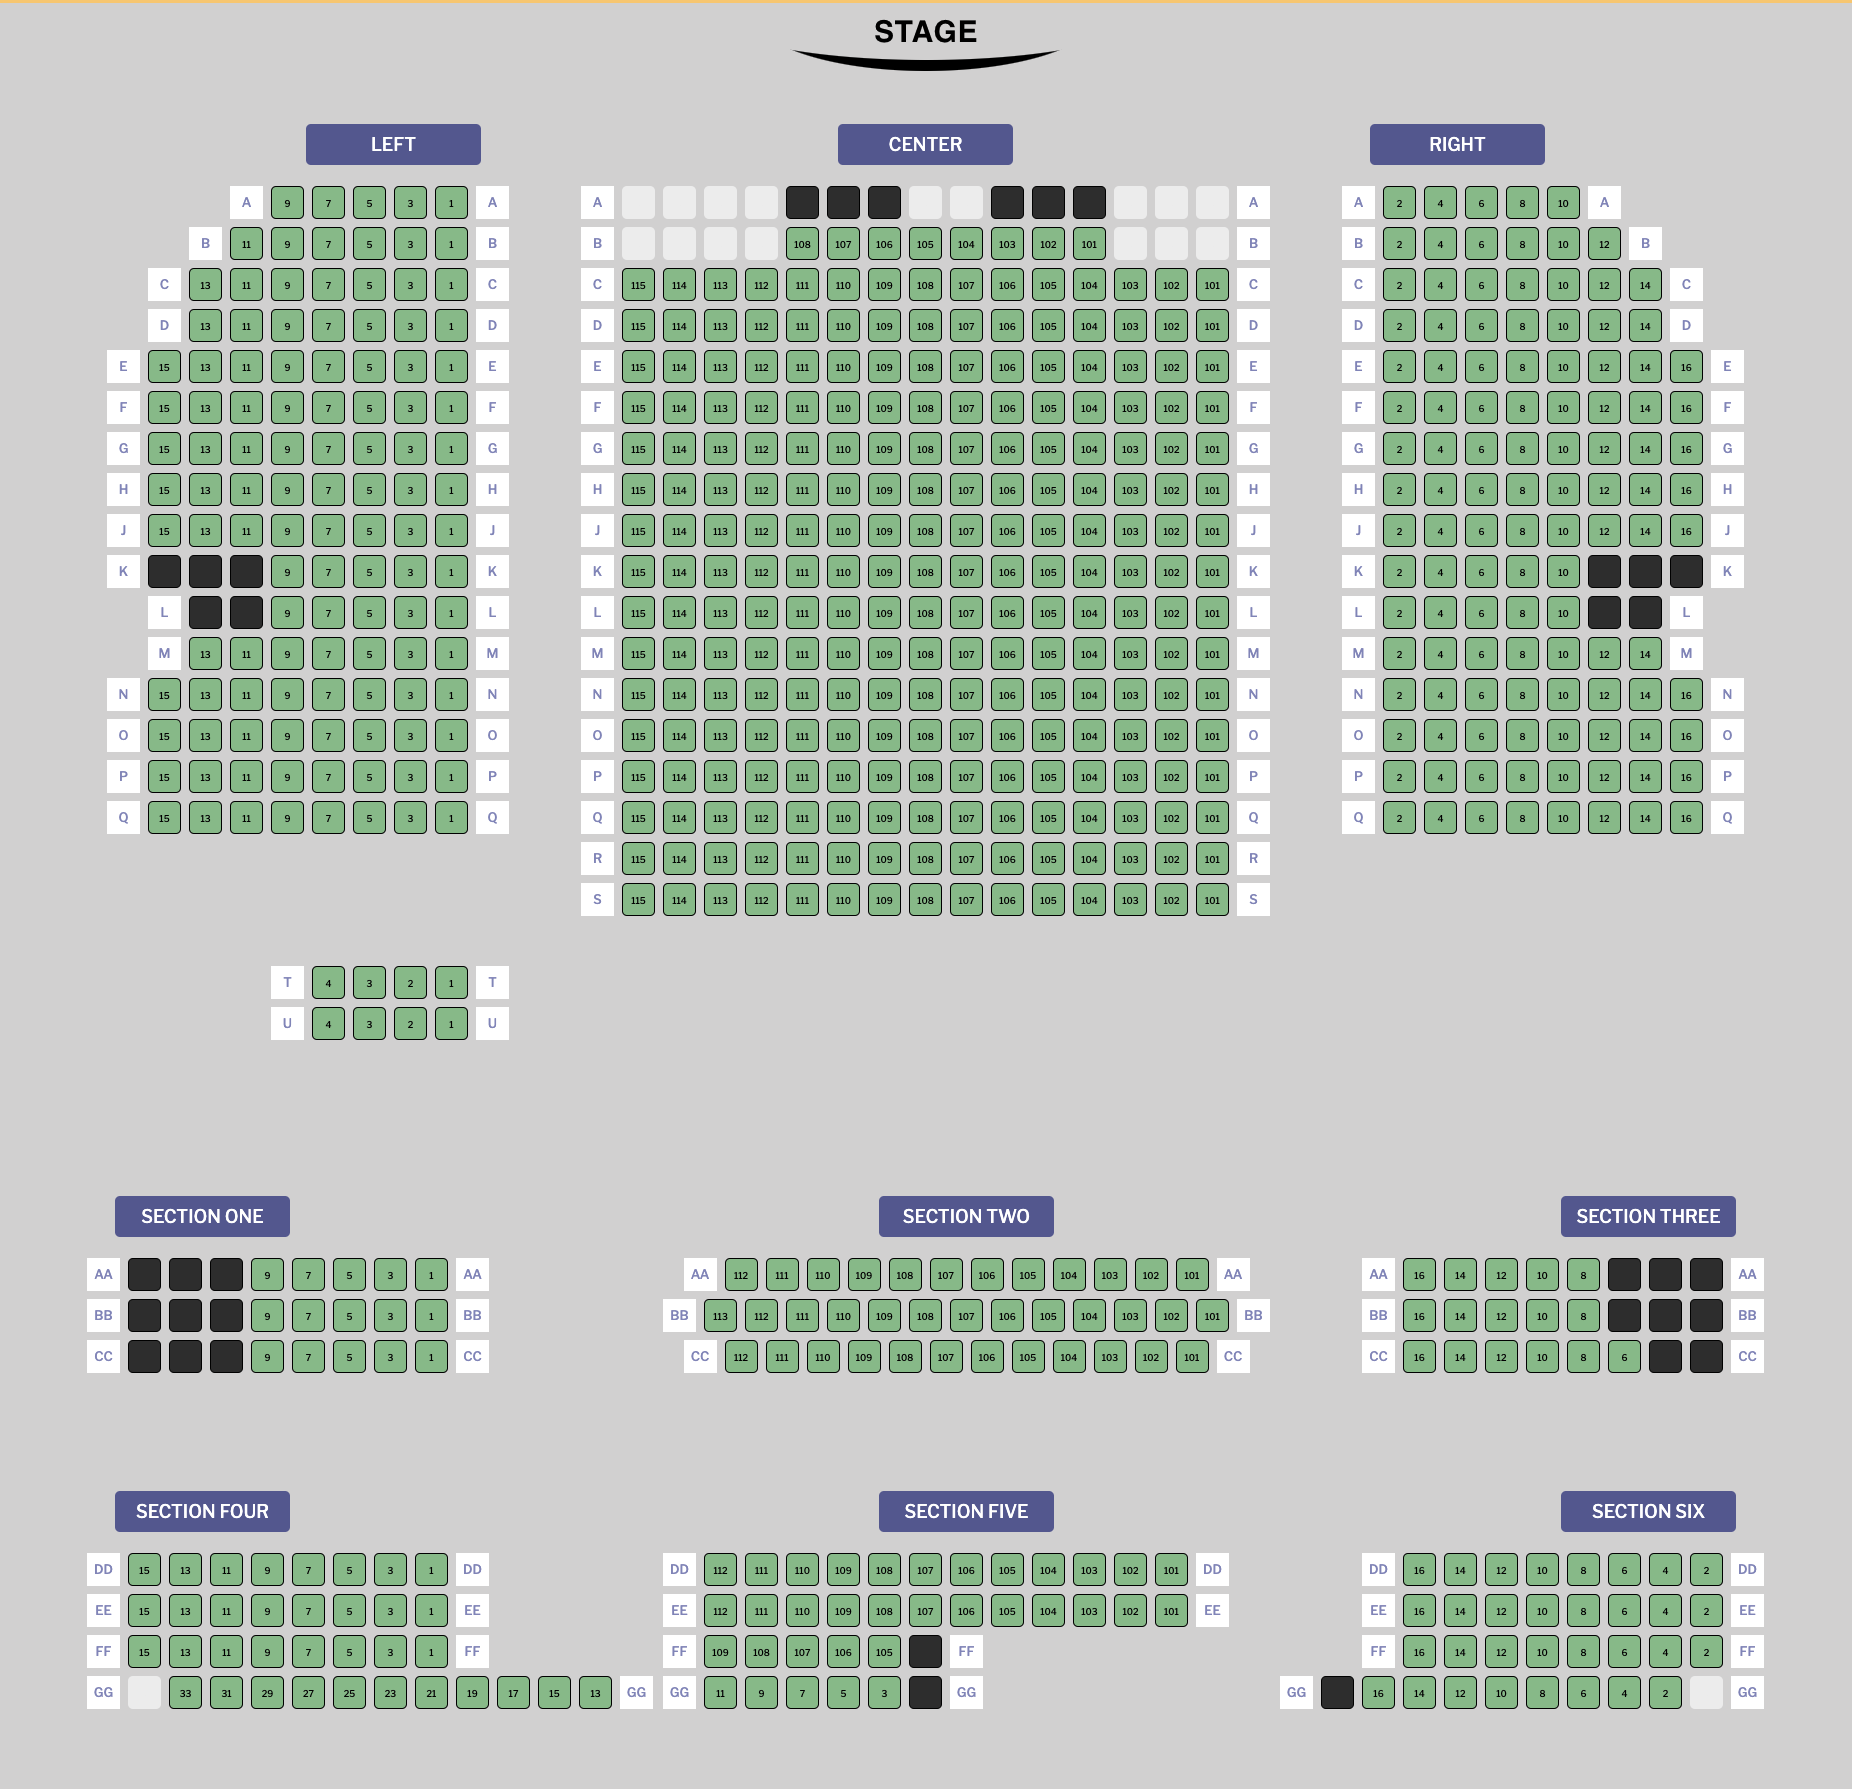 STAGE
LEFT CENTER RIGHT
A 9 7 5 3 1 A A A A 2 4 6 8 10 A
B 11 9 7 5 3 1 B B 108 107 106 105 104 103 102 101 B B 2 4 6 8 10 12 B
C 13 11 9 7 5 3 1 C C 115 114 113 112 111 110 109 108 107 106 105 104 103 102 101 C C 2 4 6 8 10 12 14 C
D 13 11 9 7 5 3 1 D D 115 114 113 112 111 110 109 108 107 106 105 104 103 102 101 D D 2 4 6 8 10 12 14 D
E 15 13 11 9 7 5 3 1 E E 115 114 113 112 111 110 109 108 107 106 105 104 103 102 101 E E 2 4 6 8 10 12 14 16 E
F 15 13 11 9 7 5 3 1 F F 115 114 113 112 111 110 109 108 107 106 105 104 103 102 101 F F 2 4 6 8 10 12 14 16 F
G 15 13 11 9 7 5 3 1 G G 115 114 113 112 111 110 109 108 107 106 105 104 103 102 101 G G 2 4 6 8 10 12 14 16 G
H 15 13 11 9 7 5 3 1 H H 115 114 113 112 111 110 109 108 107 106 105 104 103 102 101 H H 2 4 6 8 10 12 14 16 H
J 15 13 11 9 7 5 3 1 J J 115 114 113 112 111 110 109 108 107 106 105 104 103 102 101 J J 2 4 6 8 10 12 14 16 J
K 9 7 5 3 1 K K 115 114 113 112 111 110 109 108 107 106 105 104 103 102 101 K K 2 4 6 8 10 K
L 9 7 5 3 1 L L 115 114 113 112 111 110 109 108 107 106 105 104 103 102 101 L L 2 4 6 8 10 L
M 13 11 9 7 5 3 1 M M 115 114 113 112 111 110 109 108 107 106 105 104 103 102 101 M M 2 4 6 8 10 12 14 M
N 15 13 11 9 7 5 3 1 N N 115 114 113 112 111 110 109 108 107 106 105 104 103 102 101 N N 2 4 6 8 10 12 14 16 N
O 15 13 11 9 7 5 3 1 O O 115 114 113 112 111 110 109 108 107 106 105 104 103 102 101 O O 2 4 6 8 10 12 14 16 O
P 15 13 11 9 7 5 3 1 P P 115 114 113 112 111 110 109 108 107 106 105 104 103 102 101 P P 2 4 6 8 10 12 14 16 P
Q 15 13 11 9 7 5 3 1 Q Q 115 114 113 112 111 110 109 108 107 106 105 104 103 102 101 Q Q 2 4 6 8 10 12 14 16 Q
R 115 114 113 112 111 110 109 108 107 106 105 104 103 102 101 R
S 115 114 113 112 111 110 109 108 107 106 105 104 103 102 101 S
T 4 3 2 1 T
U 4 3 2 1 U
SECTION ONE SECTION TWO SECTION THREE
AA 9 7 5 3 1 AA AA 112 111 110 109 108 107 106 105 104 103 102 101 AA AA 16 14 12 10 8 AA
BB 9 7 5 3 1 BB BB 113 112 111 110 109 108 107 106 105 104 103 102 101 BB BB 16 14 12 10 8 BB
CC 9 7 5 3 1 CC CC 112 111 110 109 108 107 106 105 104 103 102 101 CC CC 16 14 12 10 8 6 CC
SECTION FOUR SECTION FIVE SECTION SIX
DD 15 13 11 9 7 5 3 1 DD DD 112 111 110 109 108 107 106 105 104 103 102 101 DD DD 16 14 12 10 8 6 4 2 DD
EE 15 13 11 9 7 5 3 1 EE EE 112 111 110 109 108 107 106 105 104 103 102 101 EE EE 16 14 12 10 8 6 4 2 EE
FF 15 13 11 9 7 5 3 1 FF FF 109 108 107 106 105 FF FF 16 14 12 10 8 6 4 2 FF
GG 33 31 29 27 25 23 21 19 17 15 13 GG GG 11 9 7 5 3 GG GG 16 14 12 10 8 6 4 2 GG